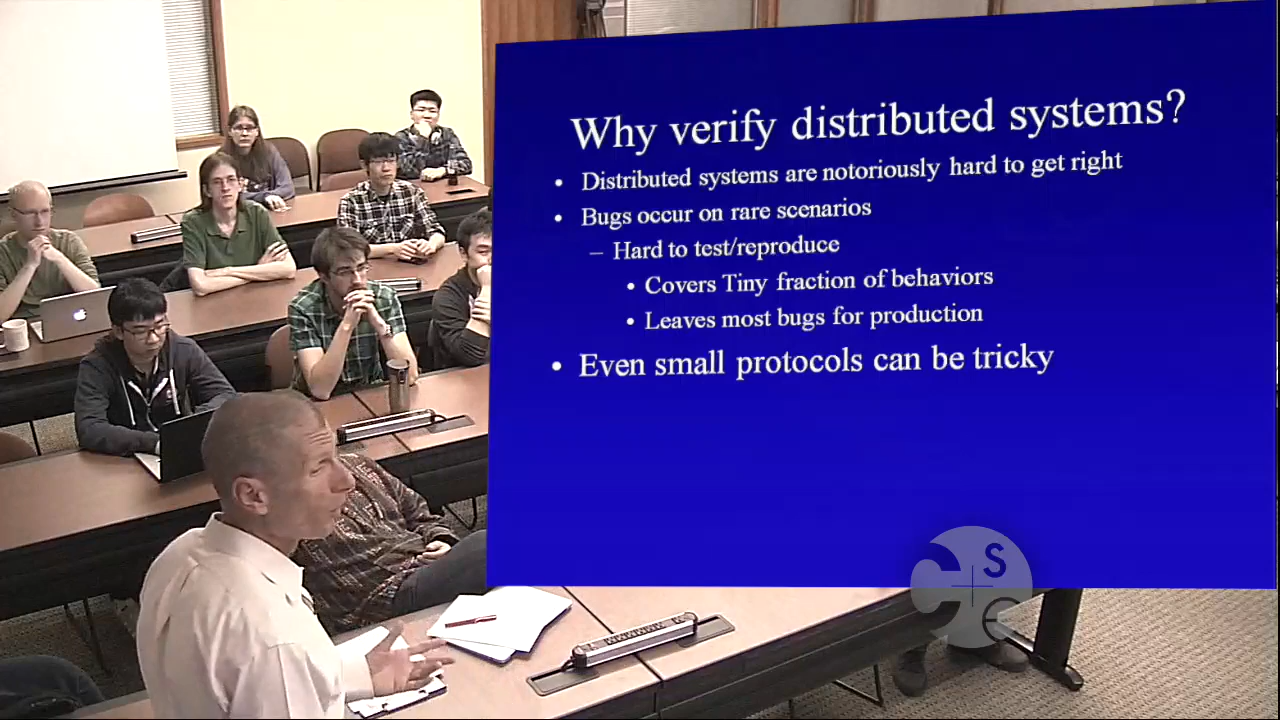 Why verify distributed systems?
• Distributed systems are notoriously hard to get right
• Bugs occur on rare scenarios
– Hard to test/reproduce
• Covers Tiny fraction of behaviors
• Leaves most bugs for production
• Even small protocols can be tricky
C S
e